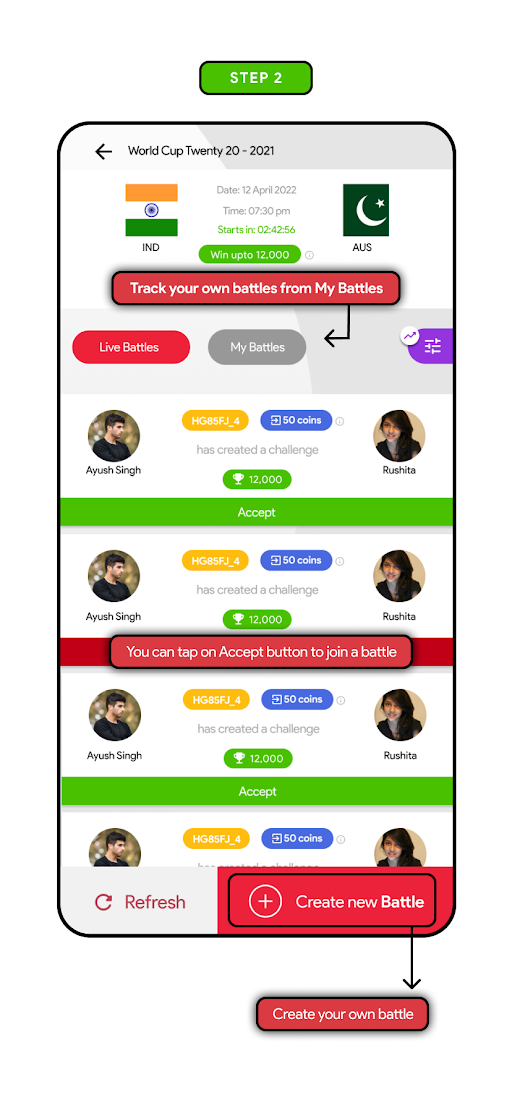 STEP 2
World Cup Twenty 20 - 2021
Date: 12 April 2022
Time: 07:30 pm
Starts in: 02:42:56
IND
AUS
Win upto 12,000
Track your own battles from My Battles
Live Battles
My Battles
HG85FJ_4
50 coins
has created a challenge
Ayush Singh
Rushita
12,000
Accept
HG85FJ_4
50 coins
has created a challenge
Ayush Singh
Rushita
12,000
You can tap on Accept button to join a battle
HG85FJ_4
50 coins
has created a challenge
Ayush Singh
Rushita
12,000
Accept
HG85FJ_4
50 coins
has created a challenge
Refresh
Create new Battle
Create your own battle